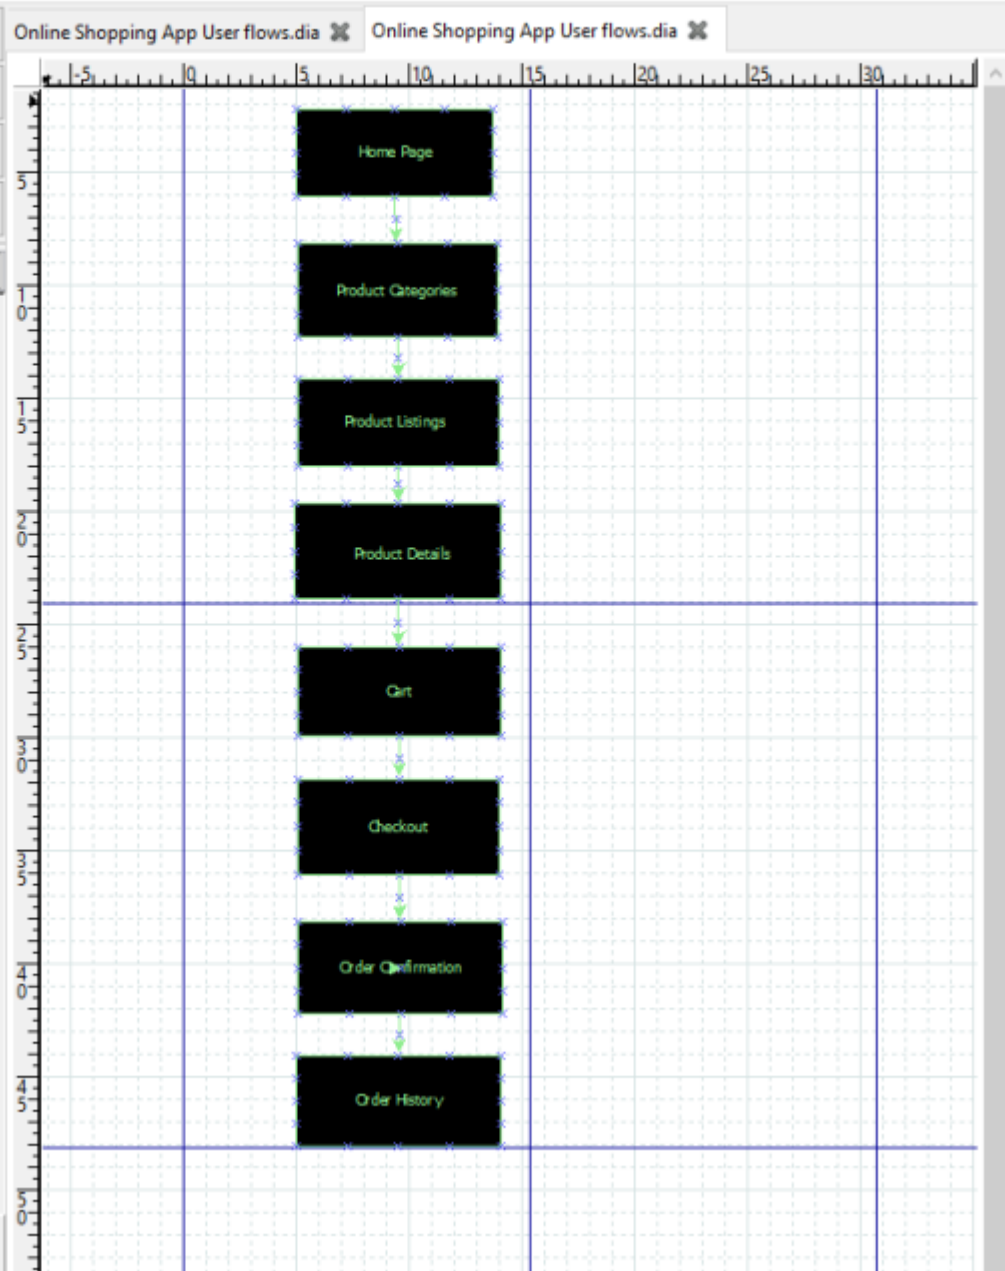 Online Shopping App User flows.dia Online Shopping App User flows.dia
-5 0 5 10 15 20 25 30
Home Page
5
Product Categories
10
Product Listings
15
20
Product Details
25
Cart
30
Checkout
35
Order Confirmation
40
45
Order History
50